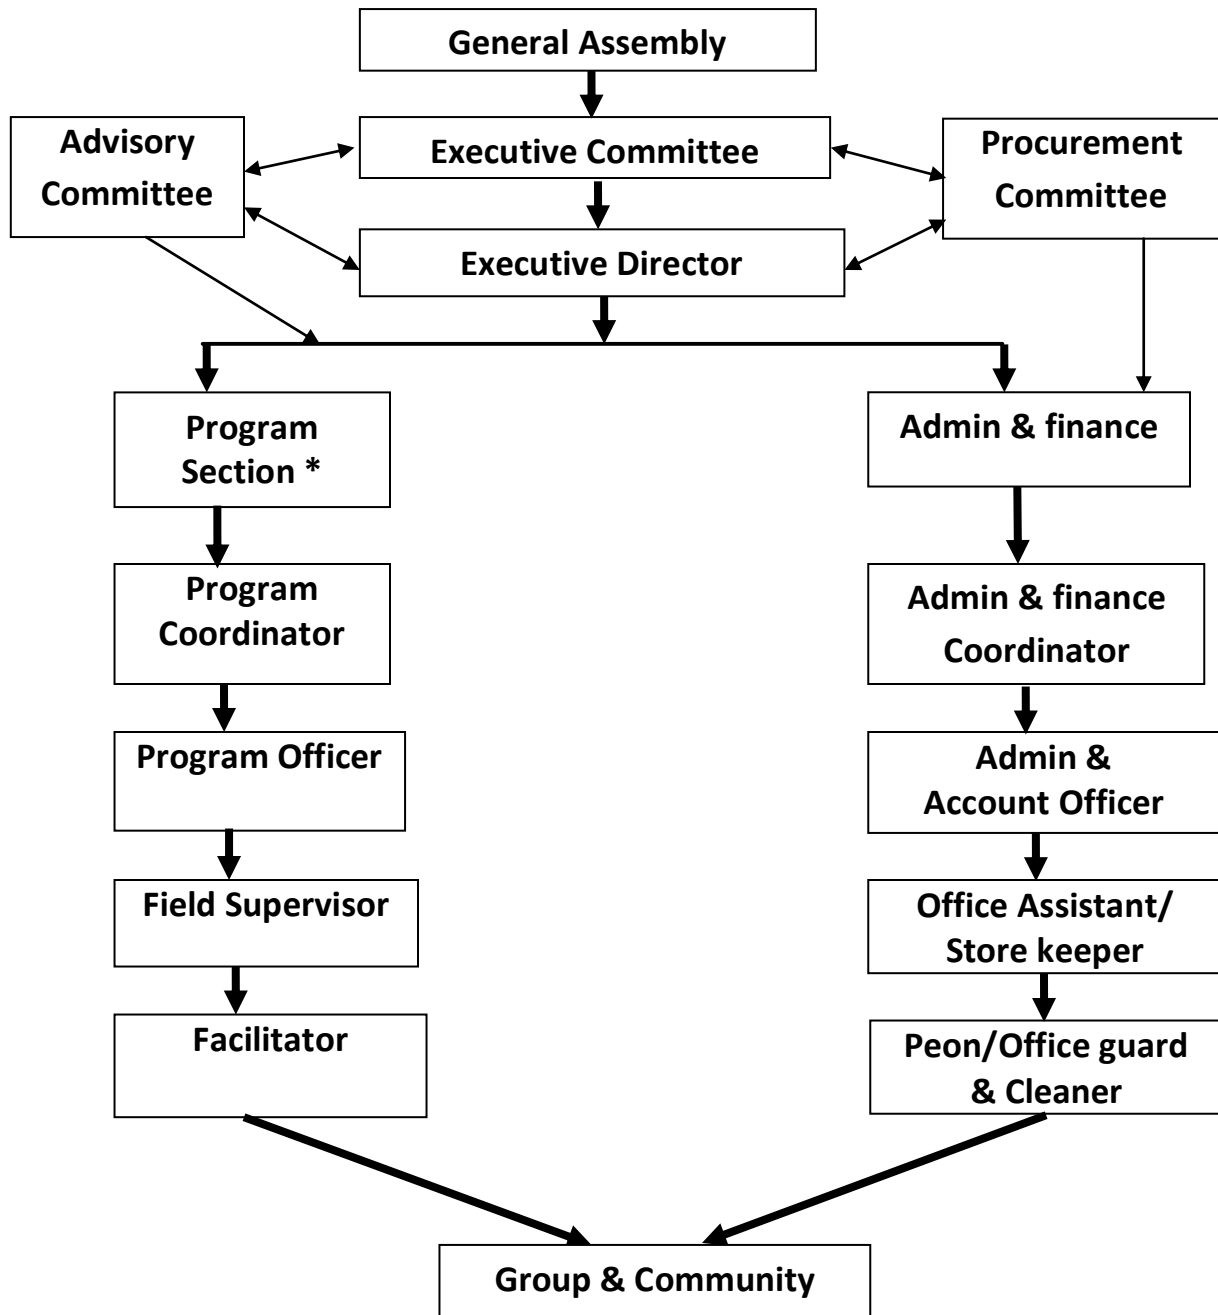 General Assembly
Advisory
Committee
Executive Committee
Procurement
Committee
Executive Director
Program
Section *
Admin & finance
Program
Coordinator
Admin & finance
Coordinator
Program Officer
Admin &
Account Officer
Field Supervisor
Office Assistant/
Store keeper
Facilitator
Peon/Office guard
& Cleaner
Group & Community